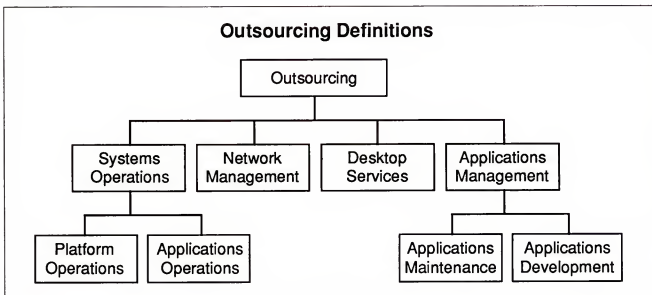 Outsourcing Definitions
Outsourcing
Systems
Operations
Network
Management
Desktop
Services
Applications
Management
Platform
Operations
Applications
Operations
Applications
Maintenance
Applications
Development